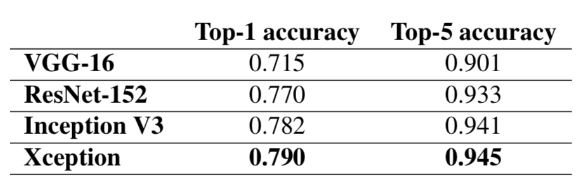 Top-1 accuracy Top-5 accuracy
VGG-16 0.715 0.901
ResNet-152 0.770 0.933
Inception V3 0.782 0.941
Xception 0.790 0.945